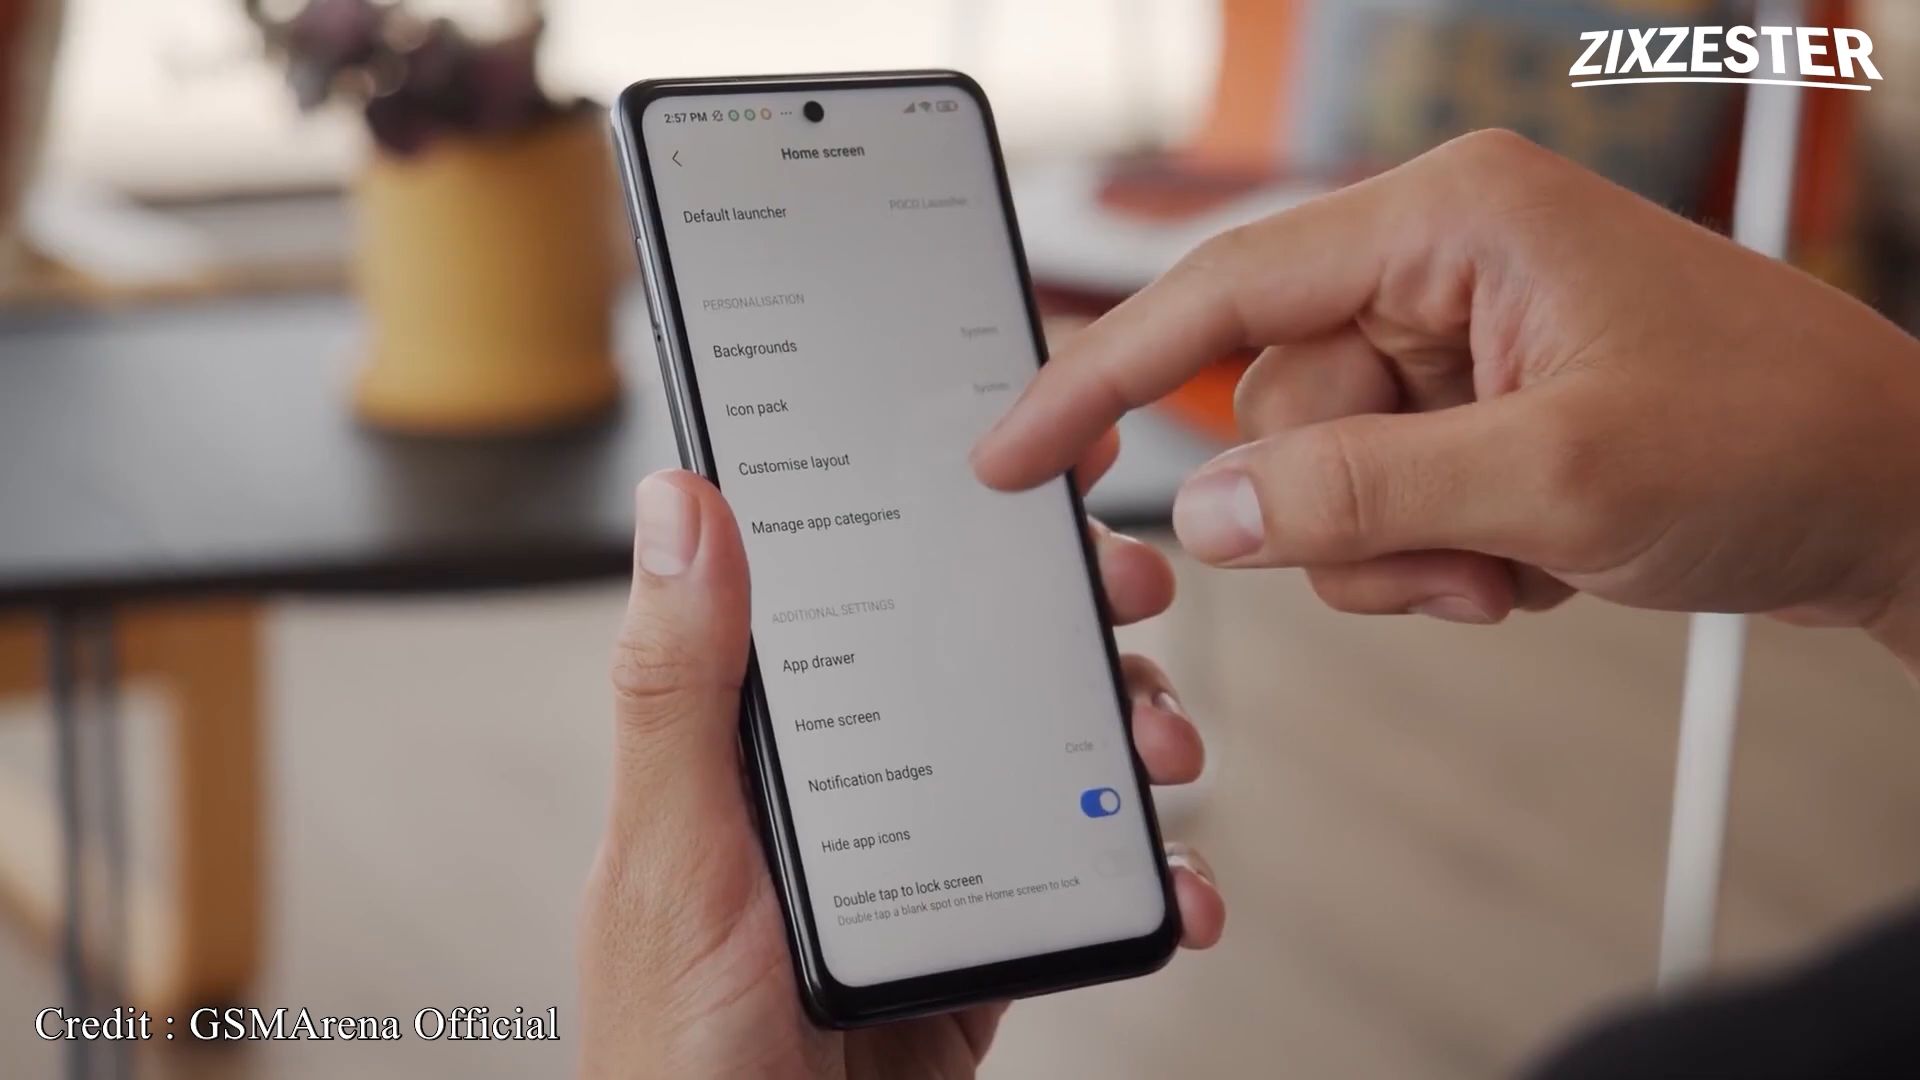 ZIXZESTER
2:57 PM
Home screen
Default launcher
POCO Launcher
PERSONALISATION
Backgrounds
System
Icon pack
System
Customise layout
Manage app categories
ADDITIONAL SETTINGS
App drawer
Home screen
Notification badges
Circle
Hide app icons
Double tap to lock screen
Double tap a blank spot on the Home screen to lock
Credit : GSMArena Official